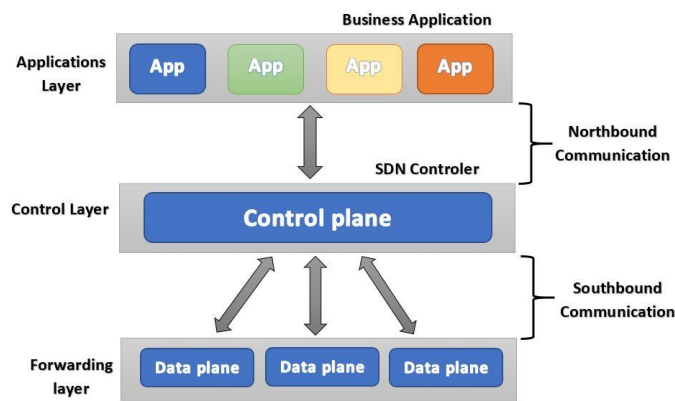 Business Application
Applications
Layer
App App App App
Northbound
Communication
SDN Controler
Control Layer
Control plane
Southbound
Communication
Forwarding
layer
Data plane Data plane Data plane